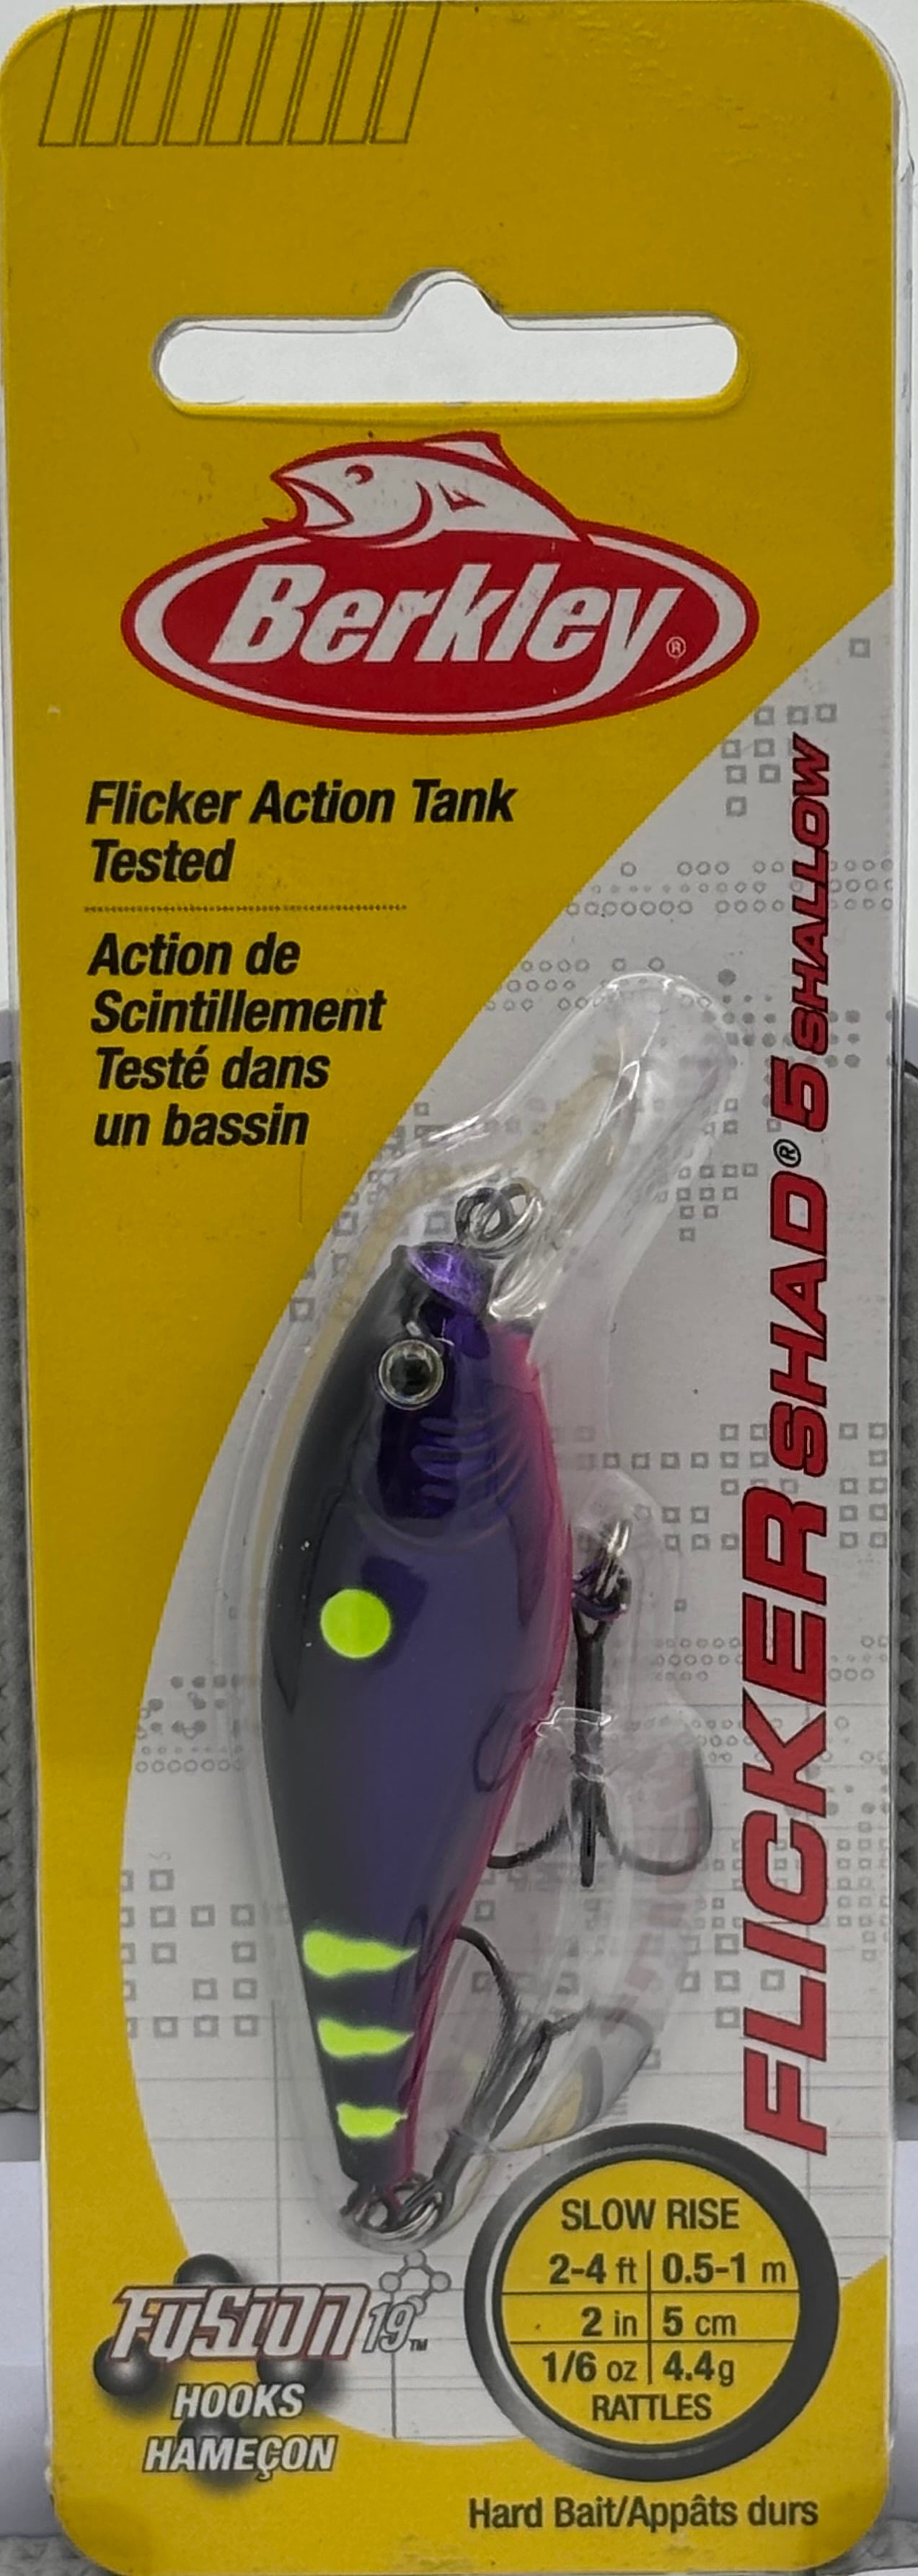 Berkley®
Flicker Action Tank
Tested
Action de
Scintillement
Testé dans
un bassin
FLICKER SHAD® 5 SHALLOW
SLOW RISE
2-4 ft 0.5-1 m
2 in 5 cm
1/6 oz 4.4g
RATTLES
Fusion19™
HOOKS
HAMEÇON
Hard Bait/Appâts durs